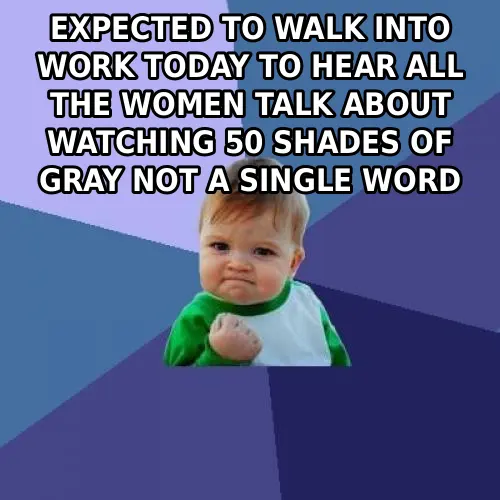 EXPECTED TO WALK INTO
WORK TODAY TO HEAR ALL
THE WOMEN TALK ABOUT
WATCHING 50 SHADES OF
GRAY NOT A SINGLE WORD